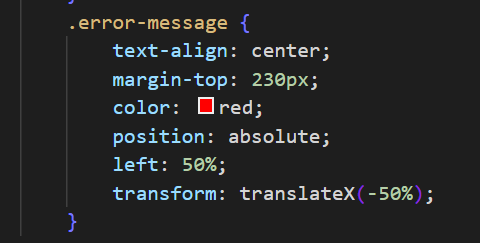 }
.error-message {
text-align: center;
margin-top: 230px;
color: red;
position: absolute;
left: 50%;
transform: translateX(-50%);
}